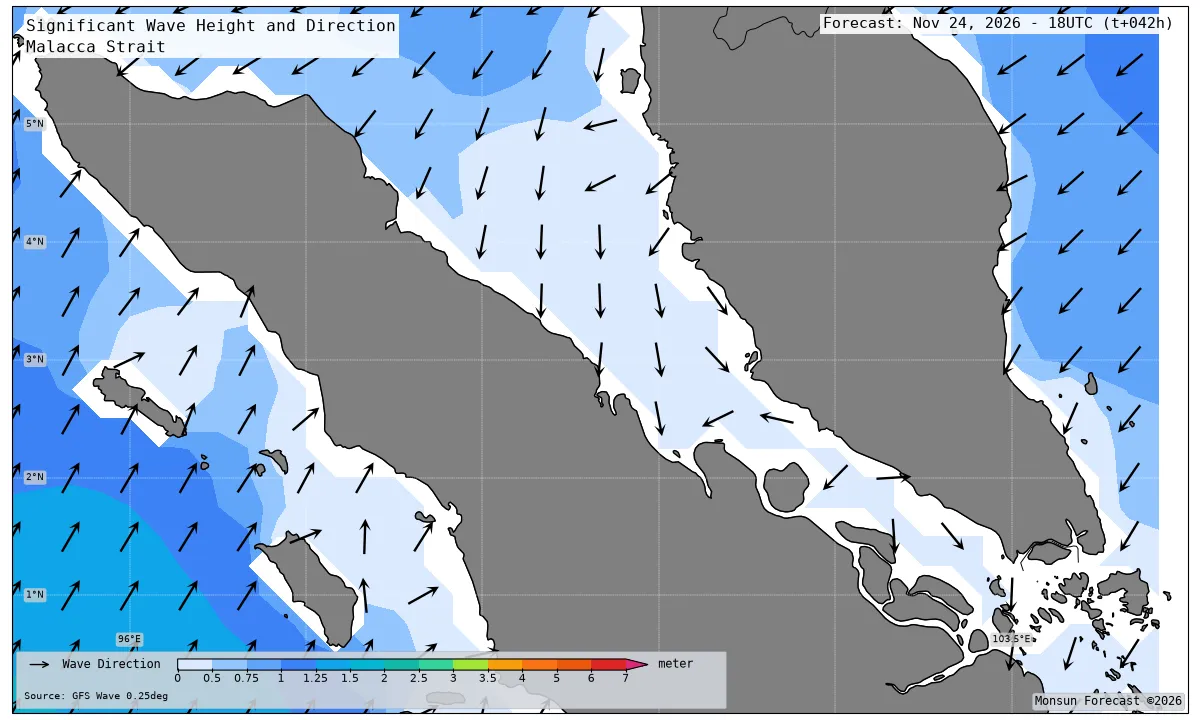 Significant Wave Height and Direction
Malacca Strait
Forecast: Nov 24, 2026 - 18UTC (t+042h)
5°N
4°N
3°N
2°N
1°N
96°E
103.5°E
Wave Direction
0 0.5 0.75 1 1.25 1.5 2 2.5 3 3.5 4 5 6 7
meter
Source: GFS Wave 0.25deg
Monsun Forecast ©2026